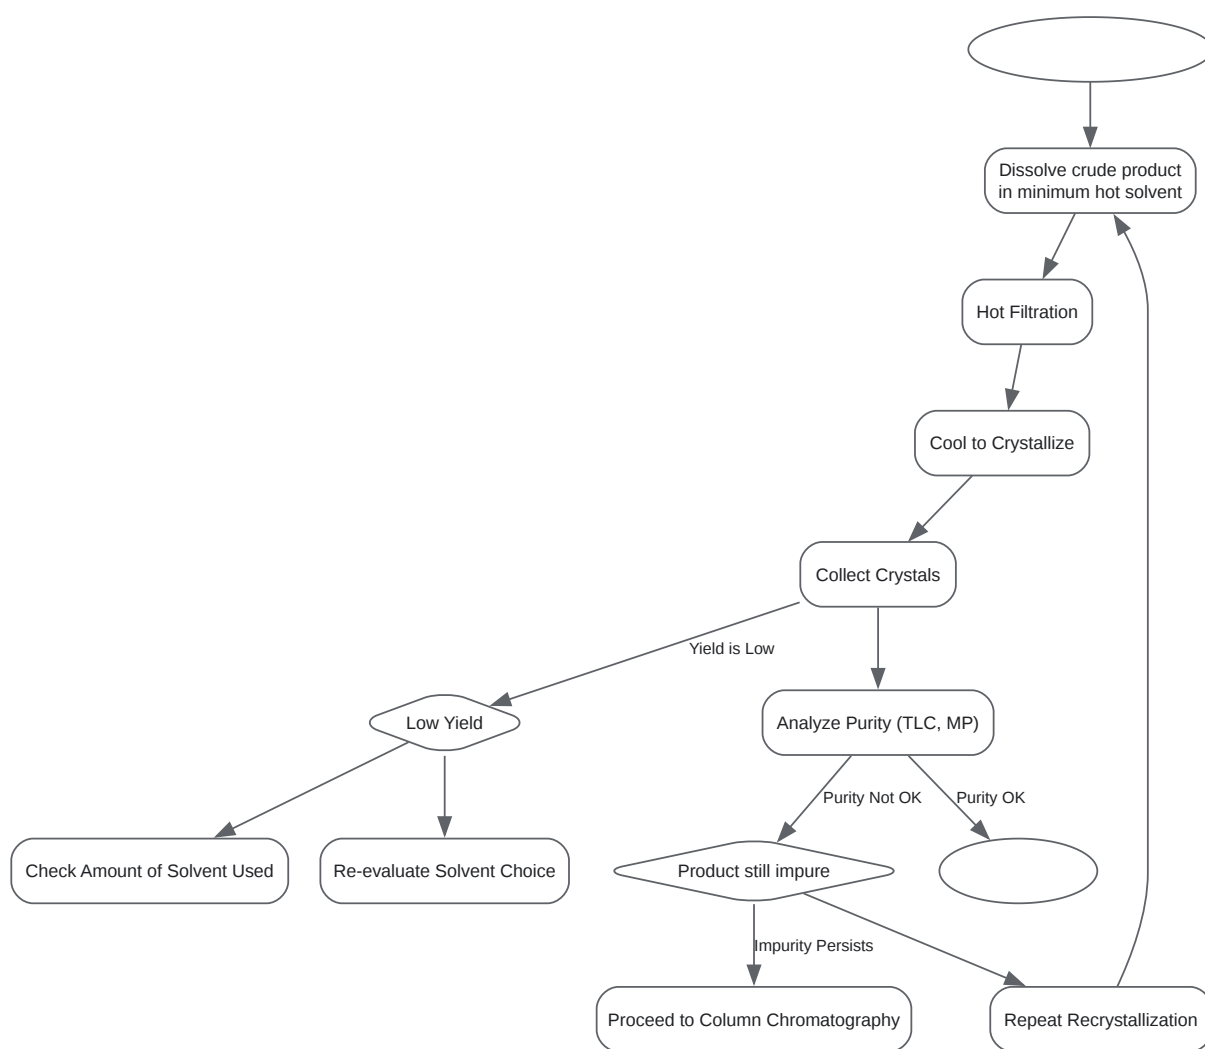 Dissolve crude product
in minimum hot solvent
Hot Filtration
Cool to Crystallize
Collect Crystals
Yield is Low
Low Yield
Analyze Purity (TLC, MP)
Purity Not OK
Purity OK
Check Amount of Solvent Used
Re-evaluate Solvent Choice
Product still impure
Impurity Persists
Proceed to Column Chromatography
Repeat Recrystallization